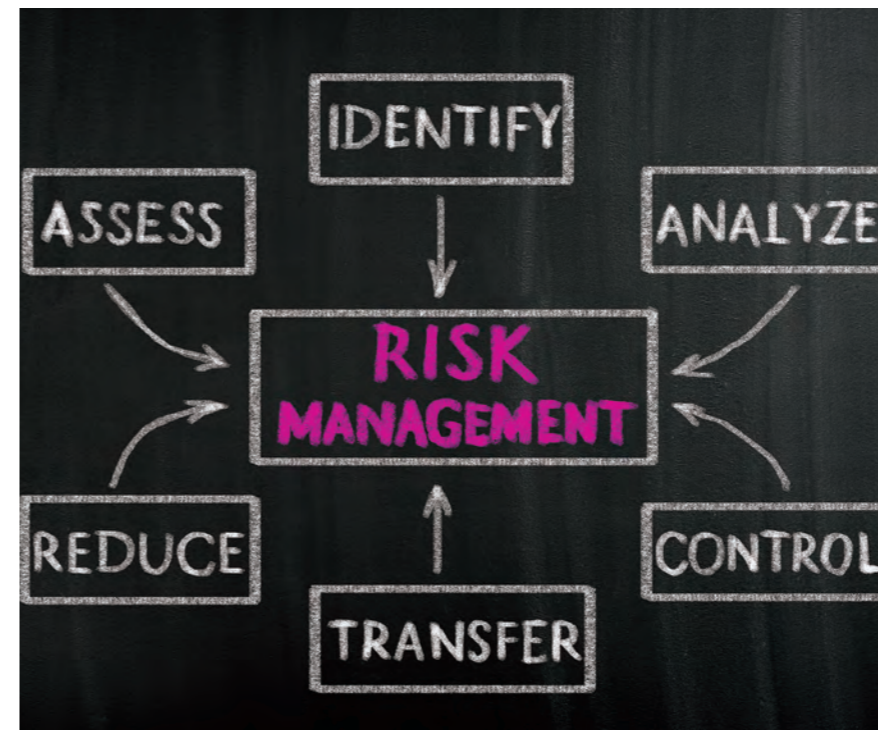 IDENTIFY
ASSESS
ANALYZE
RISK
MANAGEMENT
REDUCE
CONTROL
TRANSFER